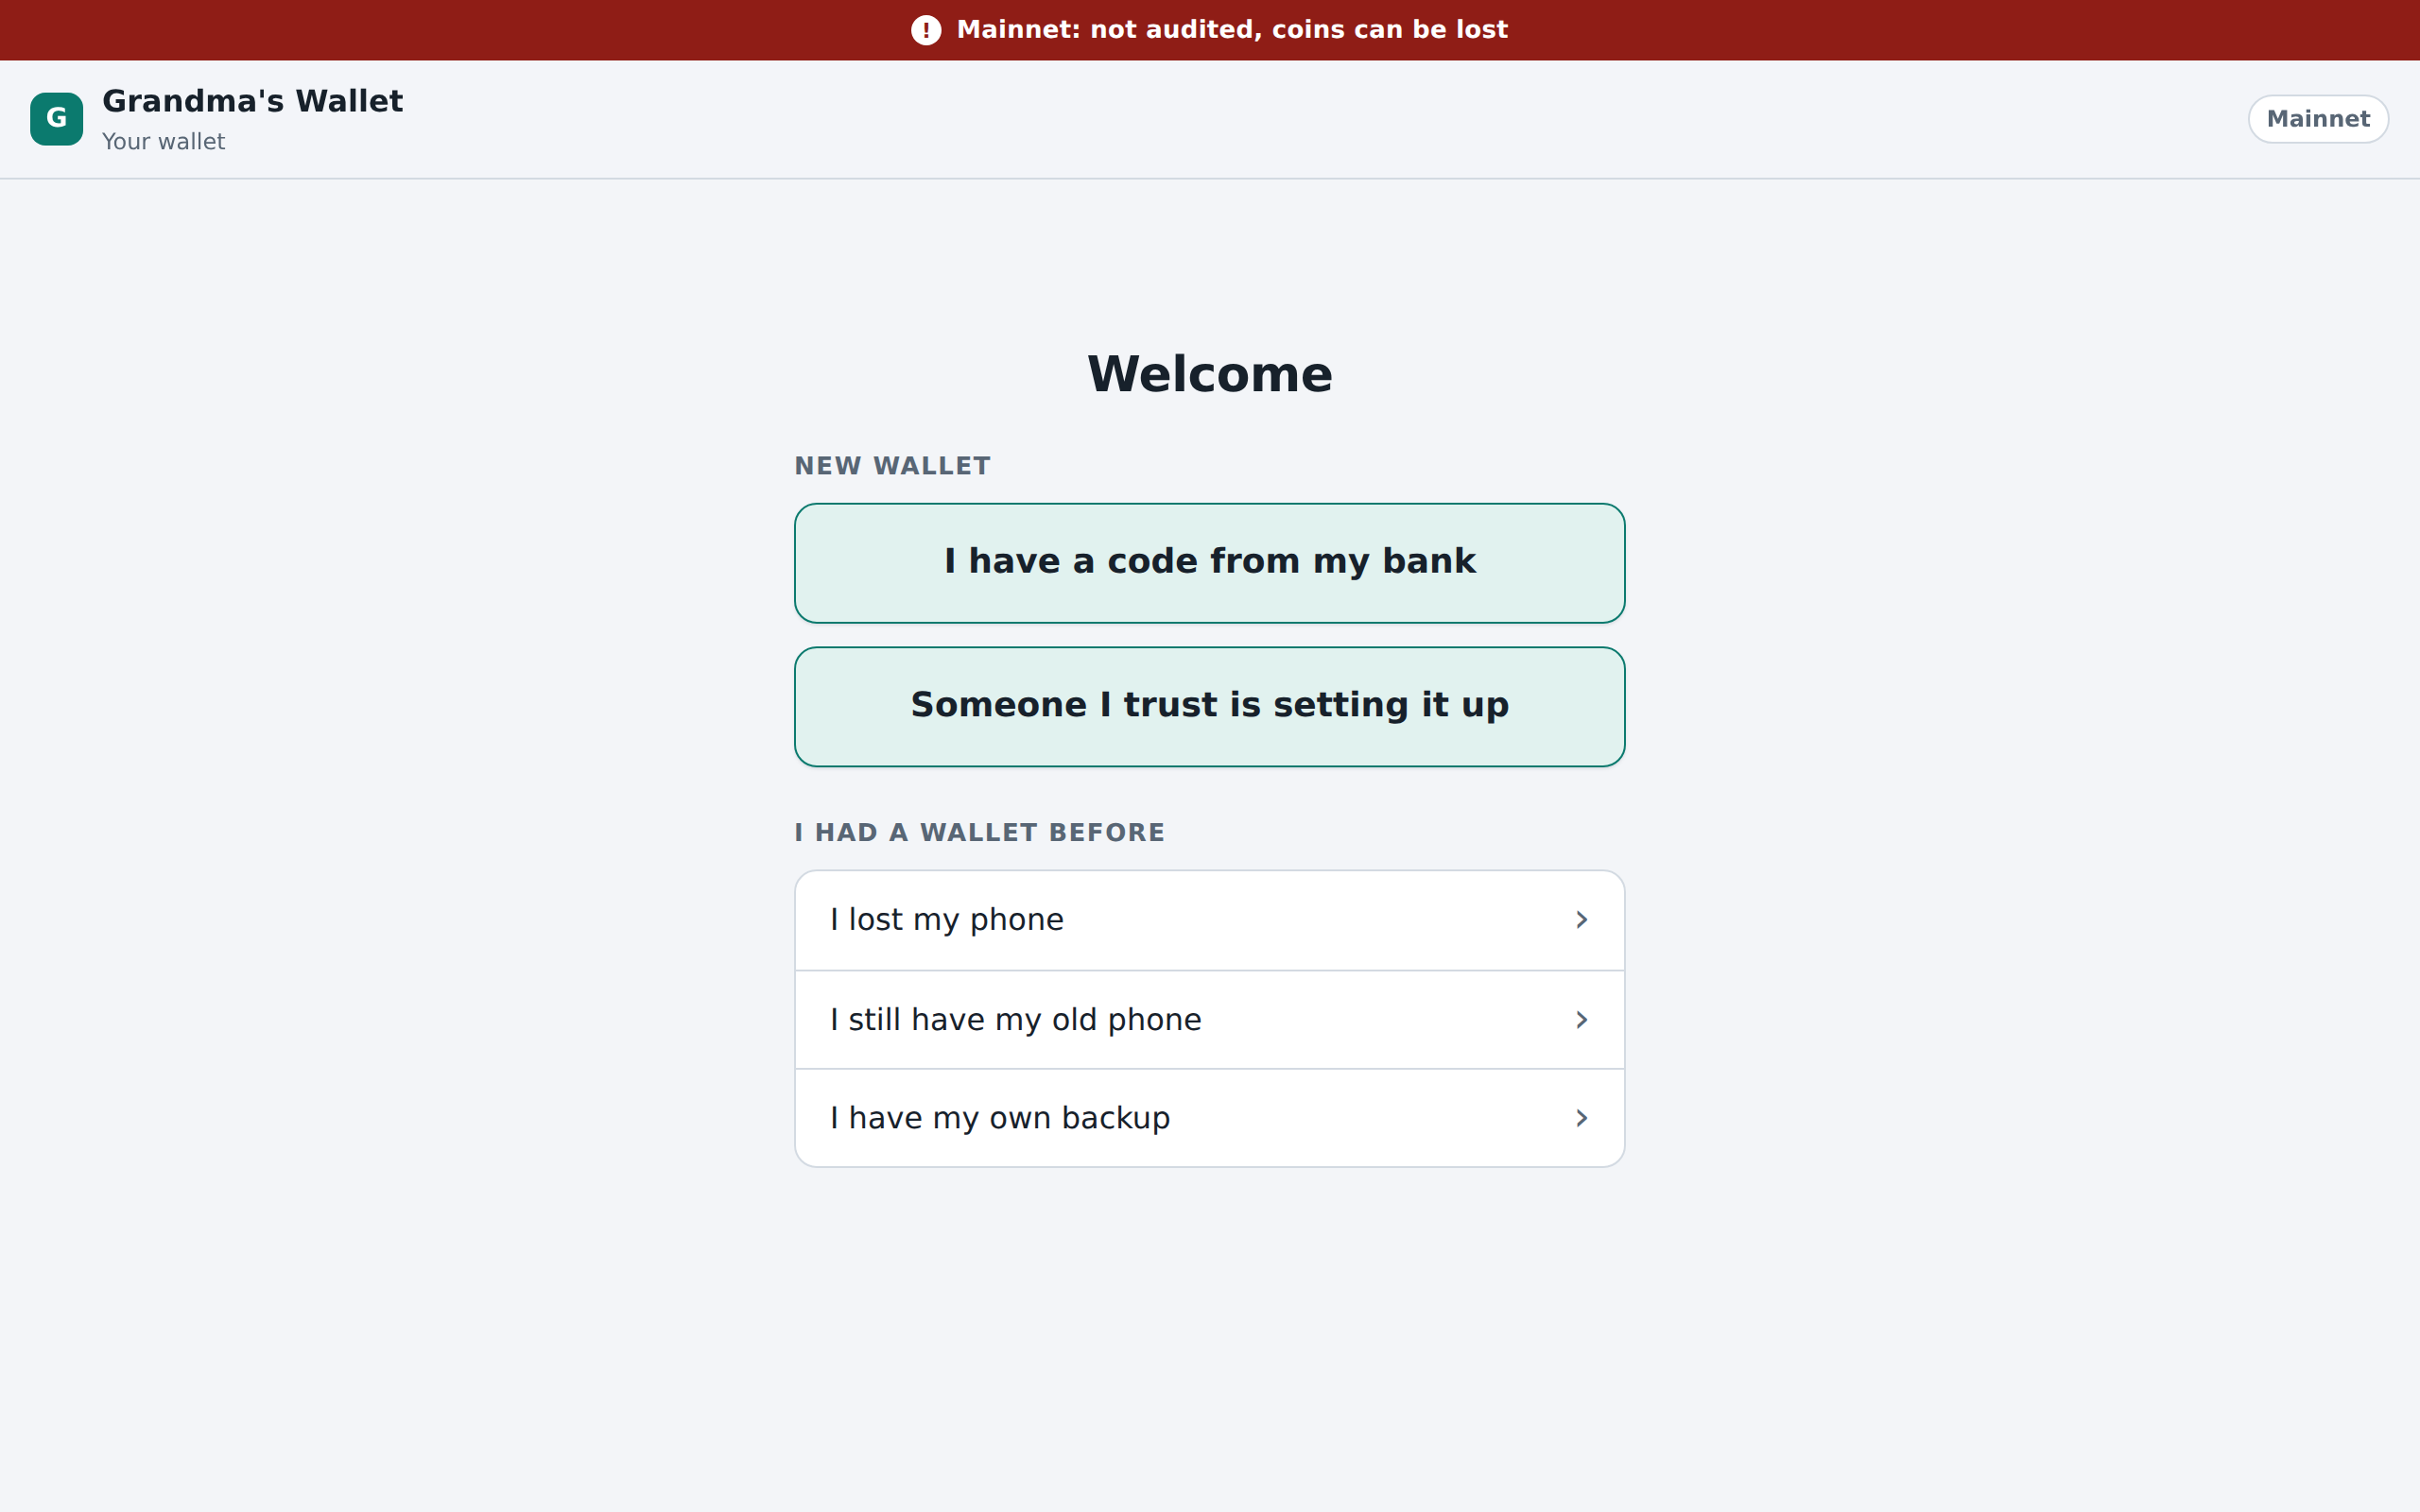 ! Mainnet: not audited, coins can be lost
G
Grandma's Wallet
Your wallet
Mainnet
Welcome
NEW WALLET
I have a code from my bank
Someone I trust is setting it up
I HAD A WALLET BEFORE
I lost my phone
I still have my old phone
I have my own backup